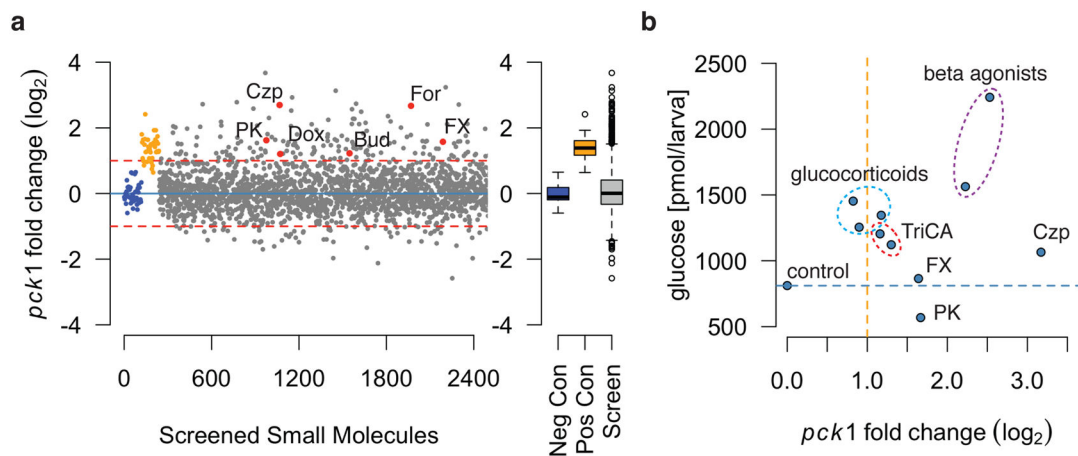 a
pck1 fold change (log2)
4
2
0
-2
-4
Czp
For
PK
Dox
Bud
FX
0
600
1200
1800
2400
Screened Small Molecules
4
2
0
-2
-4
Neg Con
Pos Con
Screen
b
glucose [pmol/larva]
2500
2000
1500
1000
500
beta agonists
glucocorticoids
TriCA
Czp
control
FX
PK
0.0
1.0
2.0
3.0
pck1 fold change (log2)